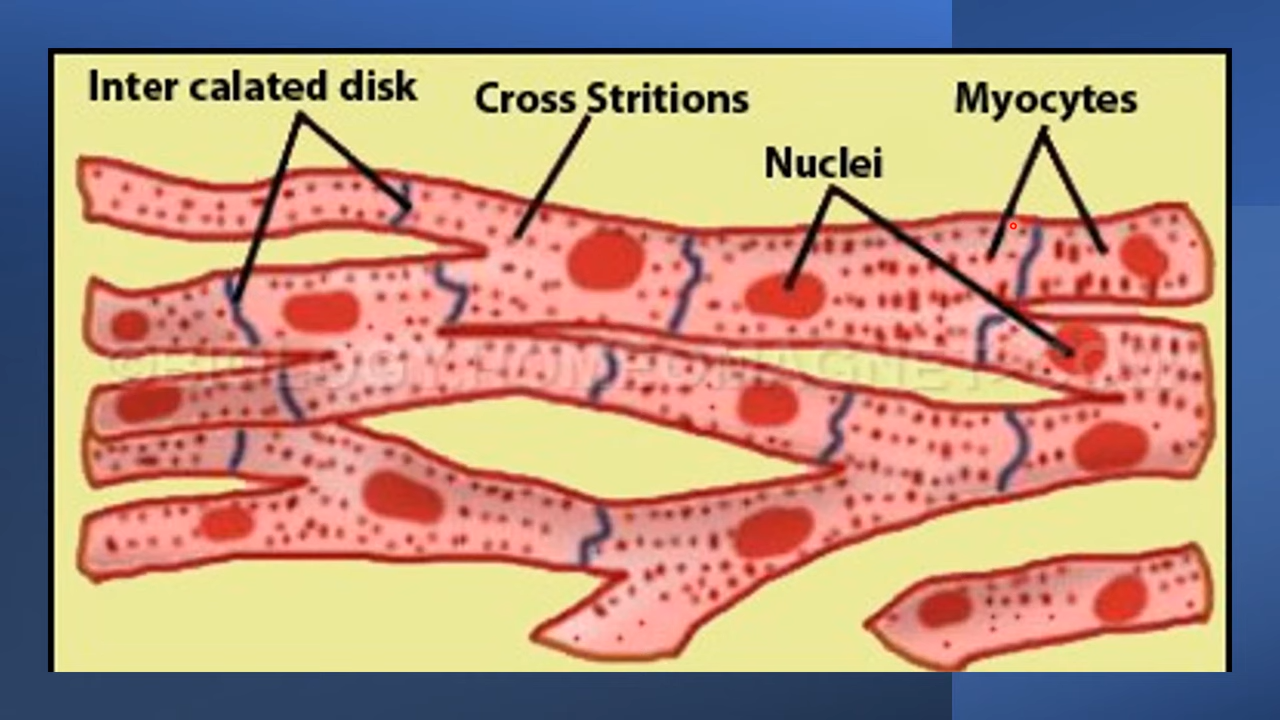 Inter calated disk
Cross Stritions
Myocytes
Nuclei